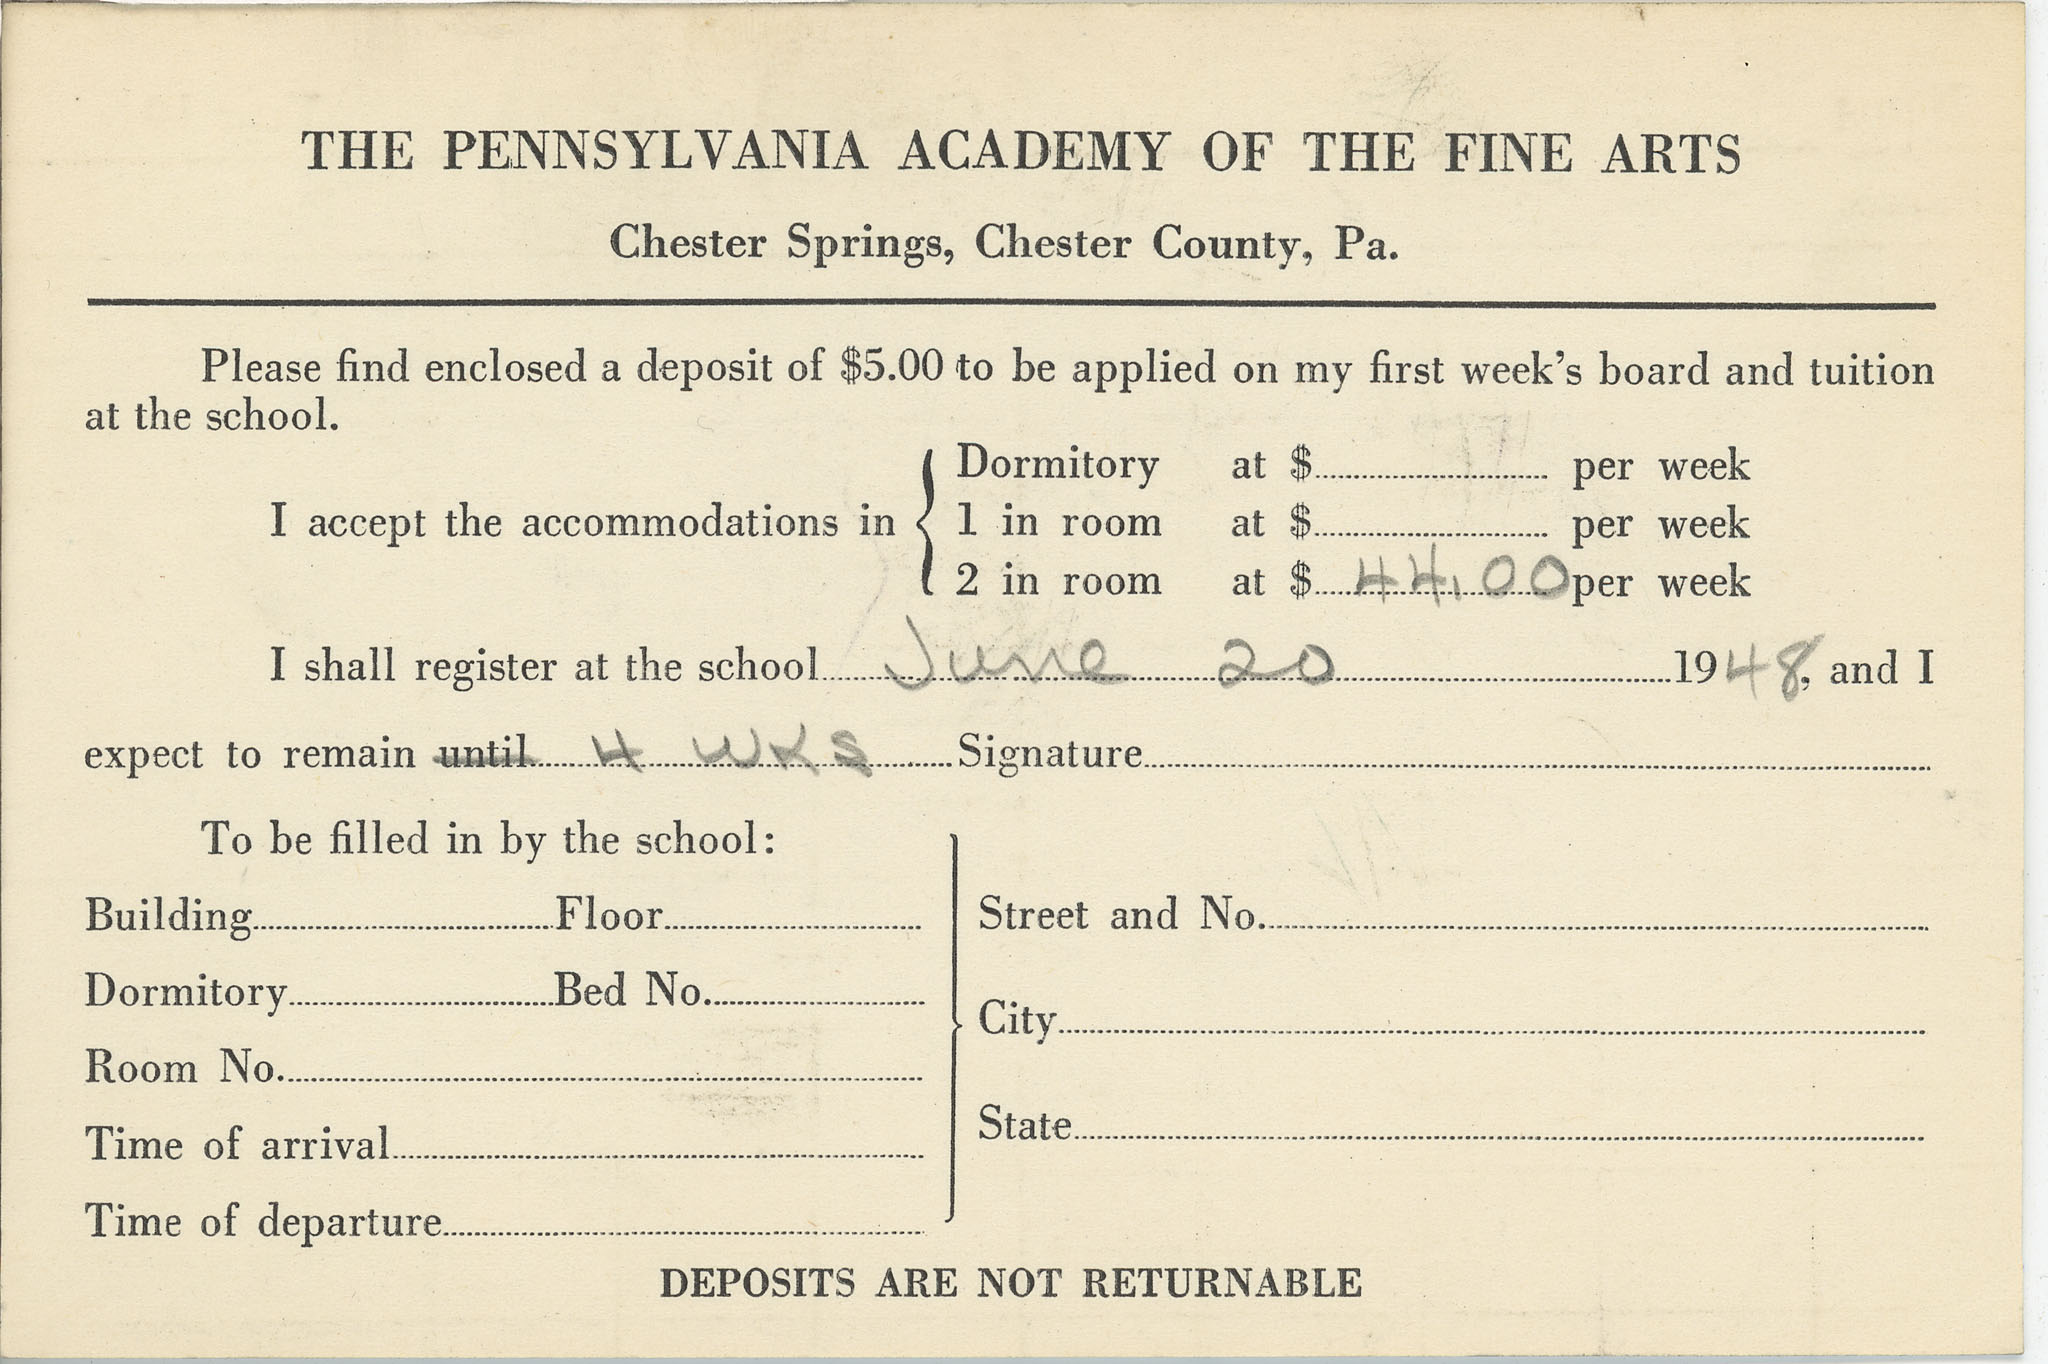 THE PENNSYLVANIA ACADEMY OF THE FINE ARTS
Chester Springs, Chester County, Pa.
Please find enclosed a deposit of $5.00 to be applied on my first week's board and tuition
at the school.
Dormitory at $ per week
I accept the accommodations in { 1 in room at $ per week
2 in room at $ 44.00 per week
I shall register at the school June 20 1948, and I
expect to remain until 4 WKS Signature
To be filled in by the school:
Building Floor
Street and No.
Dormitory Bed No.
City
Room No.
State
Time of arrival
Time of departure
DEPOSITS ARE NOT RETURNABLE